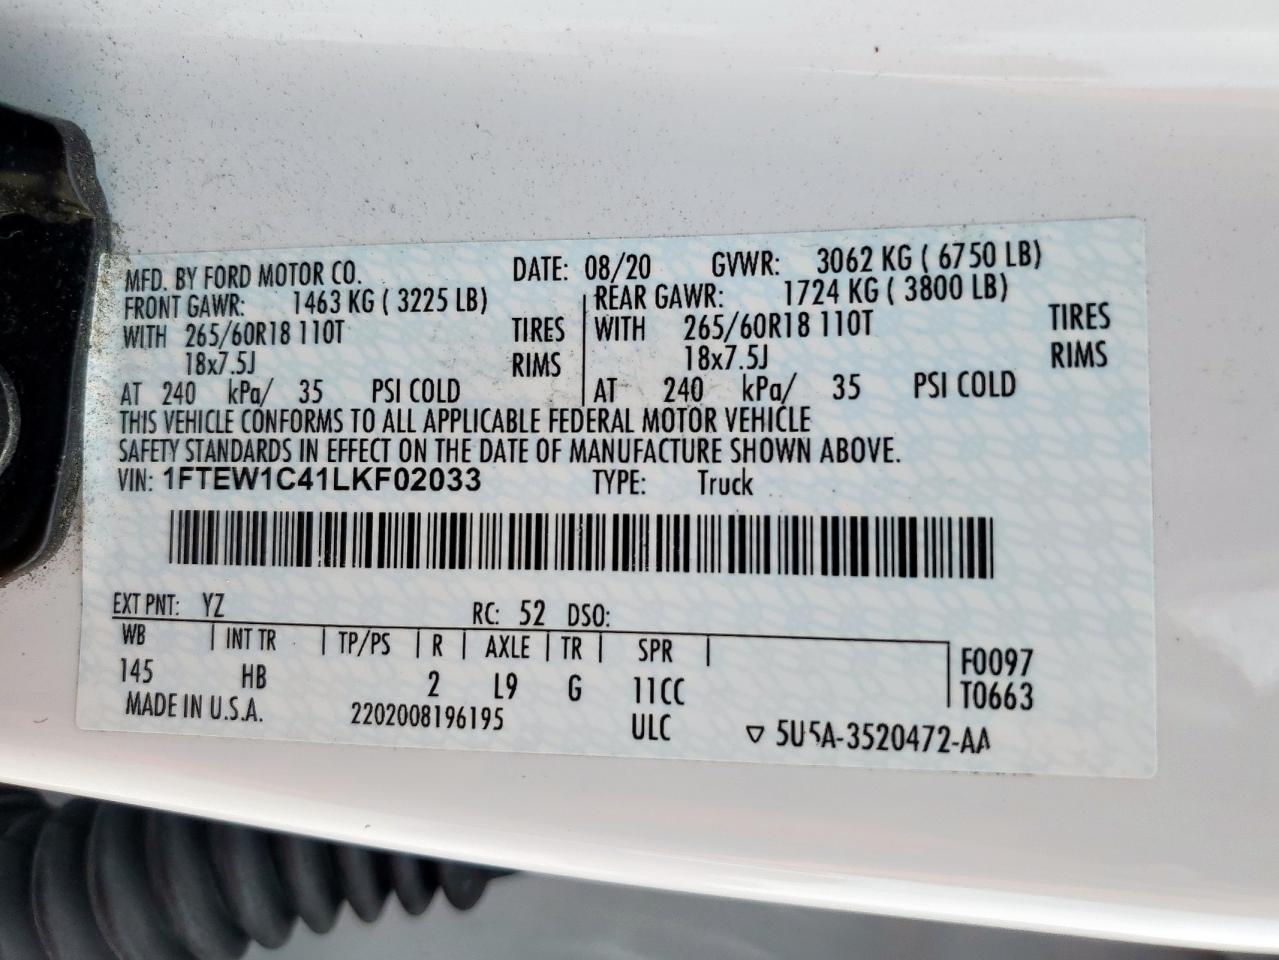 MFD. BY FORD MOTOR CO. DATE: 08/20 GVWR: 3062 KG ( 6750 LB)
FRONT GAWR: 1463 KG ( 3225 LB) REAR GAWR: 1724 KG ( 3800 LB)
WITH 265/60R18 110T TIRES WITH 265/60R18 110T TIRES
18x7.5J RIMS 18x7.5J RIMS
AT 240 kPa/ 35 PSI COLD AT 240 kPa/ 35 PSI COLD
THIS VEHICLE CONFORMS TO ALL APPLICABLE FEDERAL MOTOR VEHICLE
SAFETY STANDARDS IN EFFECT ON THE DATE OF MANUFACTURE SHOWN ABOVE.
VIN: 1FTEW1C41LKF02033 TYPE: Truck
EXT PNT: YZ RC: 52 DSO:
WB INT TR TP/PS R AXLE TR SPR F0097
145 HB 2 L9 G 11CC T0663
MADE IN U.S.A. 2202008196195 ULC ▽ 5U5A-3520472-AA